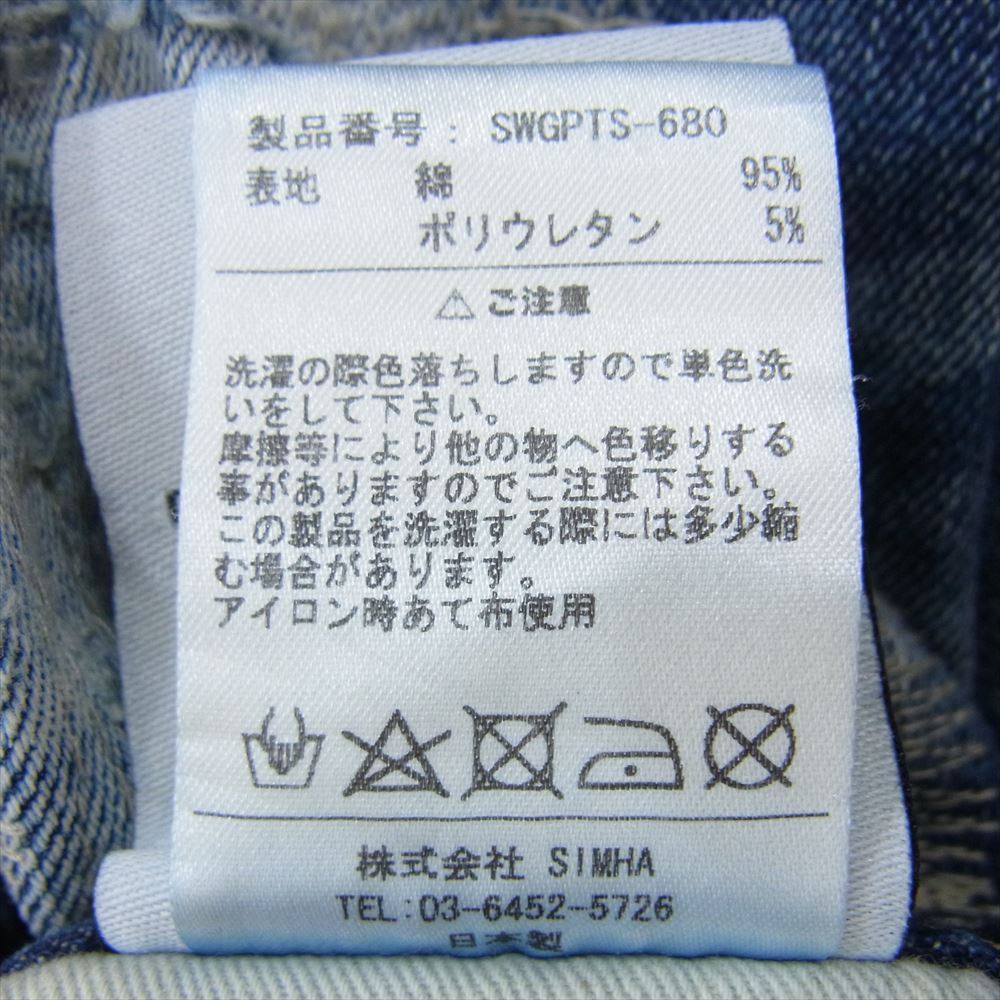 製品番号 : SWGPTS-680
表地 綿 95%
ポリウレタン 5%
⚠ ご注意
洗濯の際色落ちしますので単色洗
いをして下さい。
摩擦等により他の物へ色移りする
事がありますのでご注意下さい。
この製品を洗濯する際には多少縮
む場合があります。
アイロン時あて布使用
株式会社 SIMHA
TEL:03-6452-5726
日本製